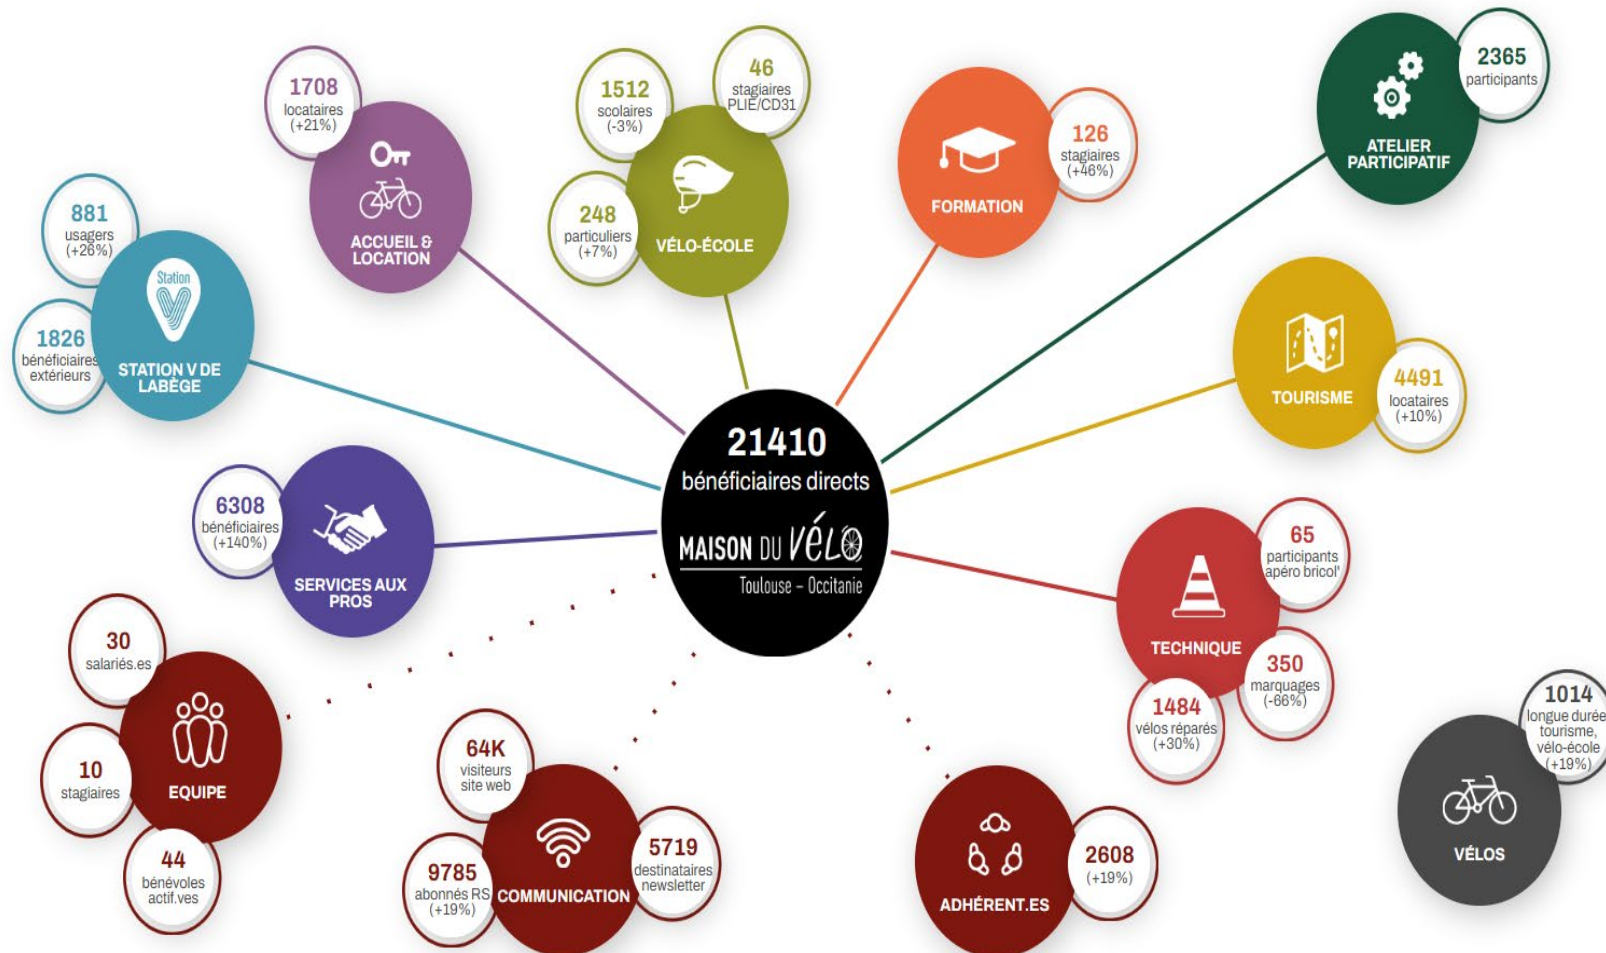 1708
locataires
(+21%)
ACCUEIL &
LOCATION
1512
scolaires
(-3%)
46
stagiaires
PLIE/CD31
248
particuliers
(+7%)
VÉLO-ÉCOLE
126
stagiaires
(+46%)
FORMATION
2365
participants
ATELIER
PARTICIPATIF
881
usagers
(+26%)
1826
bénéficiaires
extérieurs
Station
STATION V DE
LABÈGE
4491
locataires
(+10%)
TOURISME
21410
bénéficiaires directs
MAISON DU VÉLO
Toulouse – Occitanie
6308
bénéficiaires
(+140%)
SERVICES AUX
PROS
65
participants
apéro bricol'
350
marquages
(-66%)
1484
vélos réparés
(+30%)
TECHNIQUE
30
salariés.es
10
stagiaires
44
bénévoles
actif.ves
EQUIPE
64K
visiteurs
site web
9785
abonnés RS
(+19%)
5719
destinataires
newsletter
COMMUNICATION
2608
(+19%)
ADHÉRENT.ES
1014
longue durée
tourisme,
vélo-école
(+19%)
VÉLOS